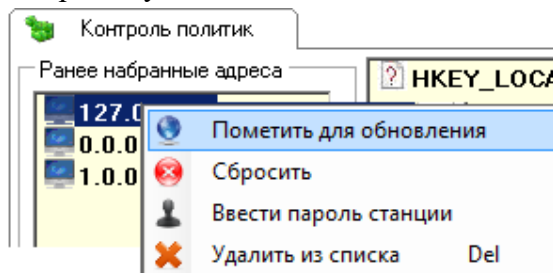 Контроль политик
Ранее набранные адреса
HKEY_LOCA
127.0
0.0.0
1.0.0
Пометить для обновления
Сбросить
Ввести пароль станции
Удалить из списка Del